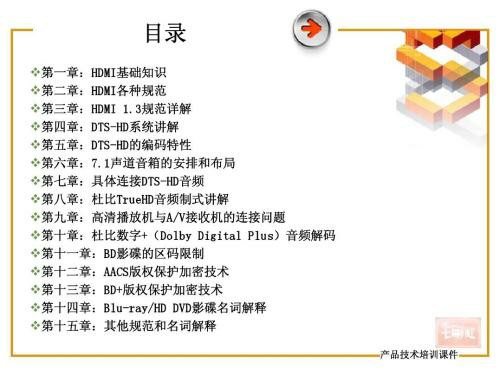 目录
第一章：HDMI基础知识
第二章：HDMI各种规范
第三章：HDMI 1.3规范详解
第四章：DTS-HD系统讲解
第五章：DTS-HD的编码特性
第六章：7.1声道音箱的安排和布局
第七章：具体连接DTS-HD音频
第八章：杜比TrueHD音频制式讲解
第九章：高清播放机与A/V接收机的连接问题
第十章：杜比数字+（Dolby Digital Plus）音频解码
第十一章：BD影碟的区码限制
第十二章：AACS版权保护加密技术
第十三章：BD+版权保护加密技术
第十四章：Blu-ray/HD DVD影碟名词解释
第十五章：其他规范和名词解释
产品技术培训课件